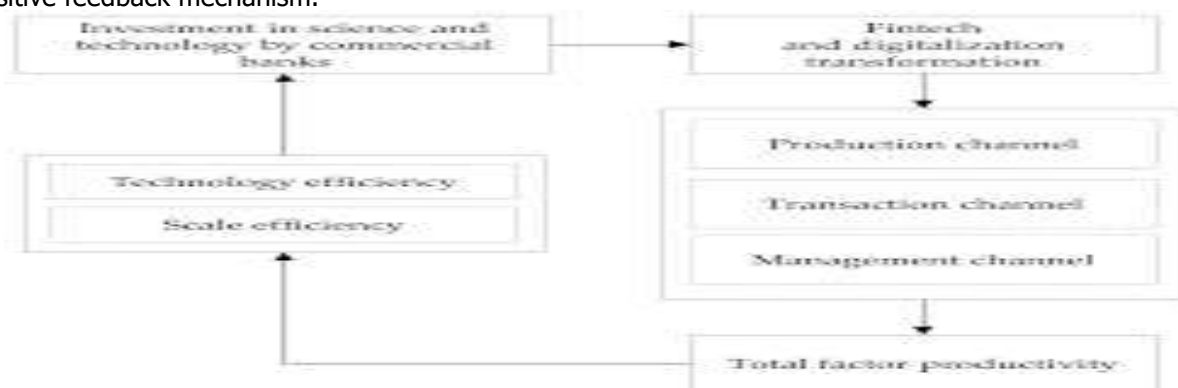 sitive feedback mechanism.
Investment in science and
technology by commercial
banks
Fintech
and digitalization
transformation
Production channel
Technology efficiency
Transaction channel
Scale efficiency
Management channel
Total factor productivity